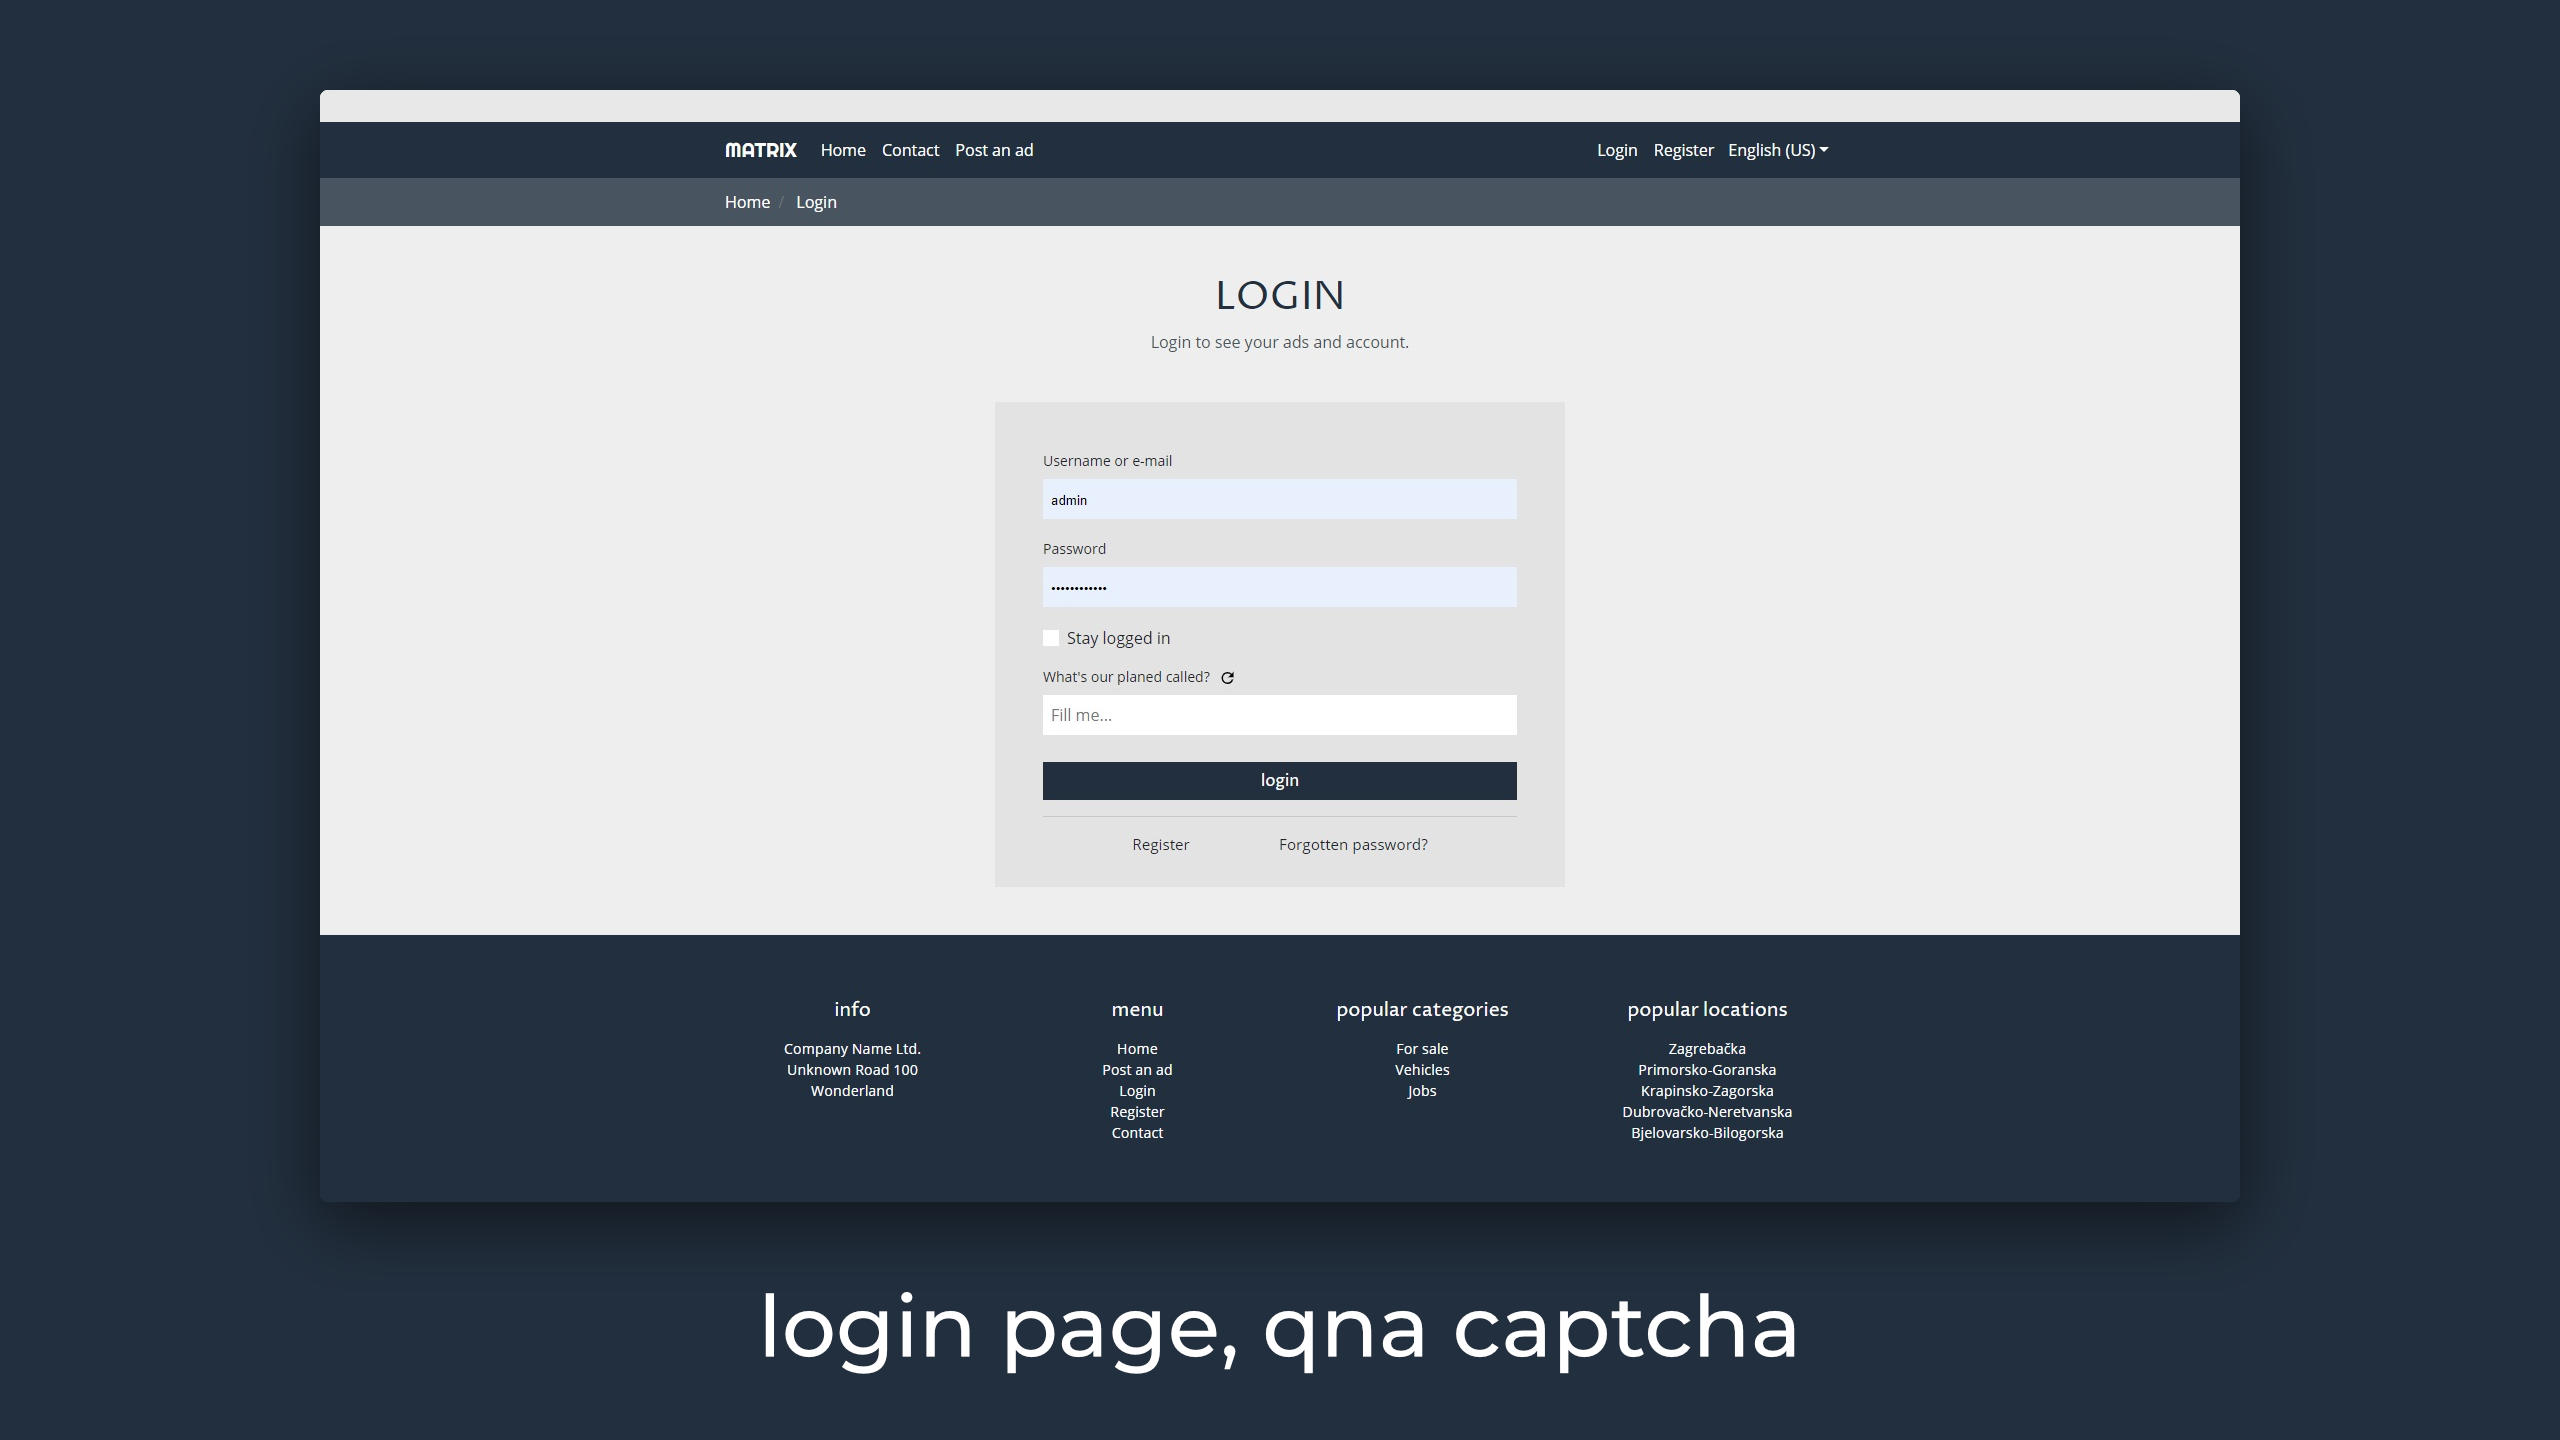 MATRIX Home Contact Post an ad Login Register English (US)
Home / Login
LOGIN
Login to see your ads and account.
Username or e-mail
admin
Password
••••••••••••
Stay logged in
What's our planed called?
Fill me...
login
Register Forgotten password?
info
Company Name Ltd.
Unknown Road 100
Wonderland
menu
Home
Post an ad
Login
Register
Contact
popular categories
For sale
Vehicles
Jobs
popular locations
Zagrebačka
Primorsko-Goranska
Krapinsko-Zagorska
Dubrovačko-Neretvanska
Bjelovarsko-Bilogorska
login page, qna captcha